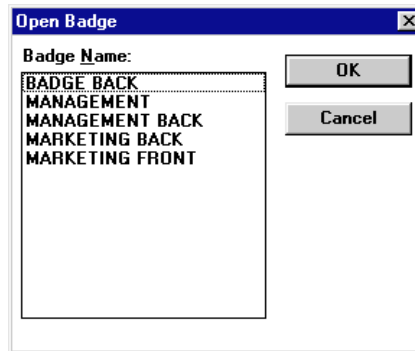 Open Badge
Badge Name:
BADGE BACK
MANAGEMENT
MANAGEMENT BACK
MARKETING BACK
MARKETING FRONT
OK
Cancel